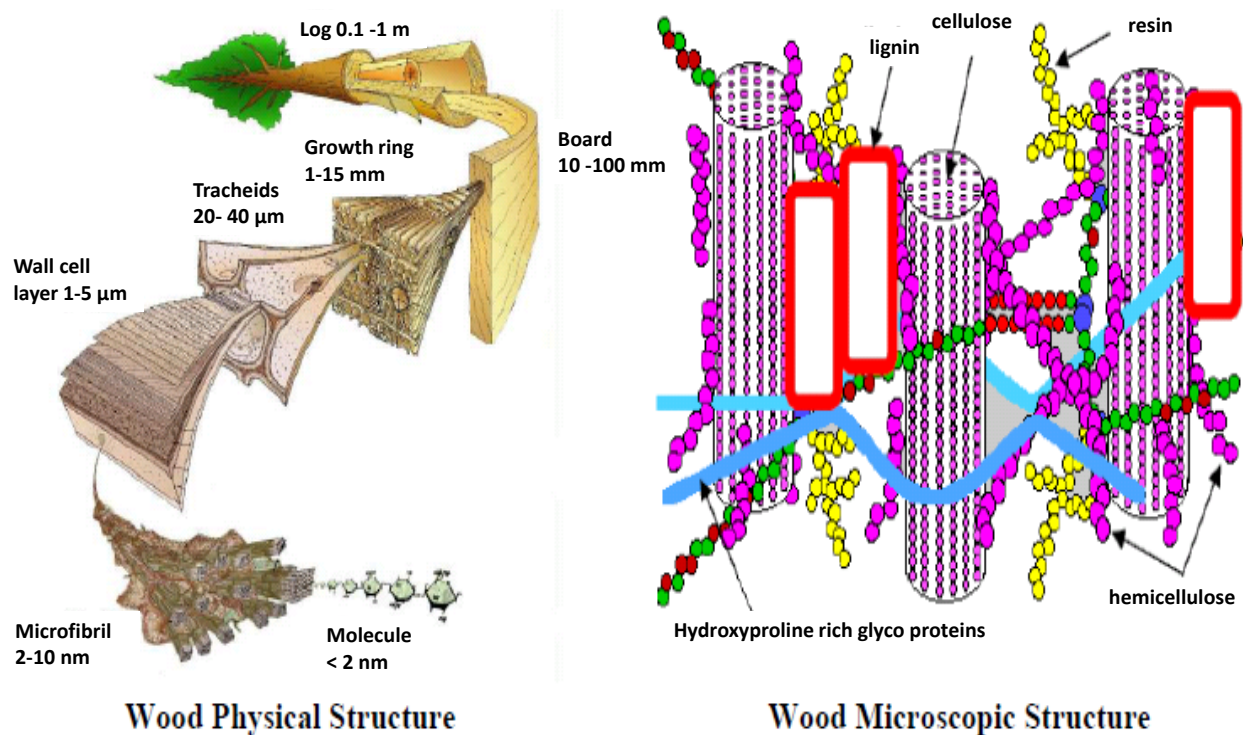 Log 0.1 -1 m
Board
10 -100 mm
Growth ring
1-15 mm
Tracheids
20- 40 μm
Wall cell
layer 1-5 μm
Microfibril
2-10 nm
Molecule
< 2 nm
Wood Physical Structure
cellulose
resin
lignin
hemicellulose
Hydroxyproline rich glyco proteins
Wood Microscopic Structure